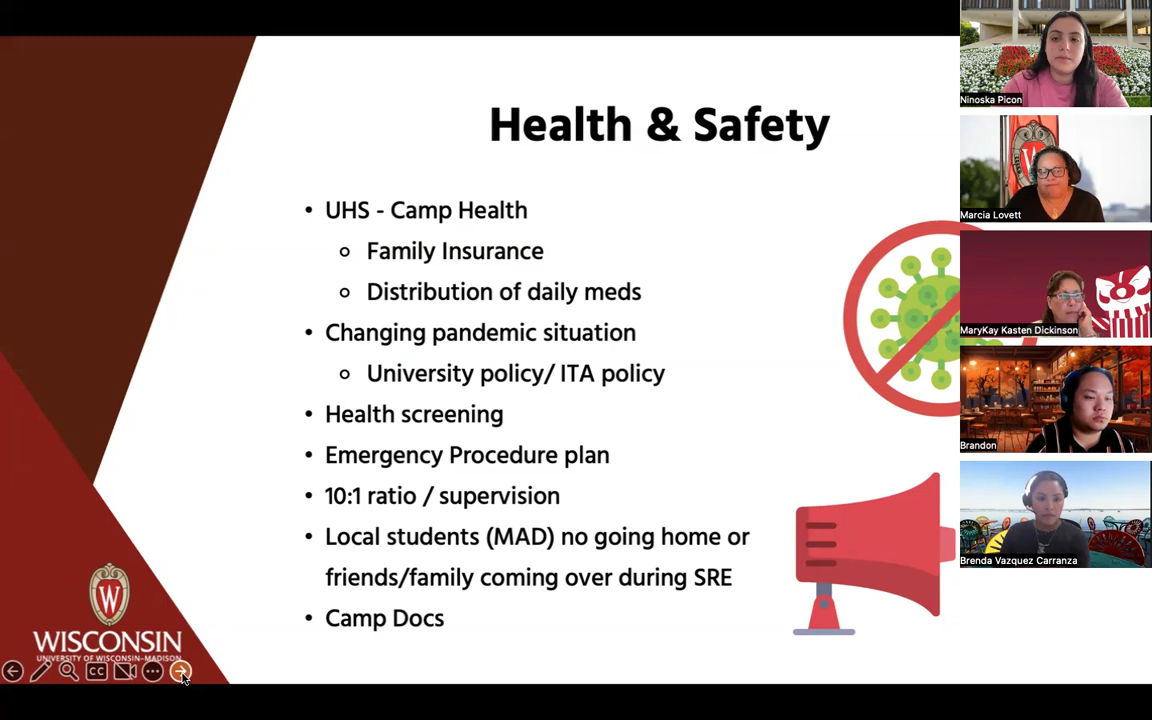 Health & Safety
• UHS - Camp Health
○ Family Insurance
○ Distribution of daily meds
• Changing pandemic situation
○ University policy/ ITA policy
• Health screening
• Emergency Procedure plan
• 10:1 ratio / supervision
• Local students (MAD) no going home or
friends/family coming over during SRE
• Camp Docs
W
WISCONSIN
UNIVERSITY OF WISCONSIN-MADISON
CC
Ninoska Picon
W
Marcia Lovett
MaryKay Kasten Dickinson
Brandon
Brenda Vazquez Carranza